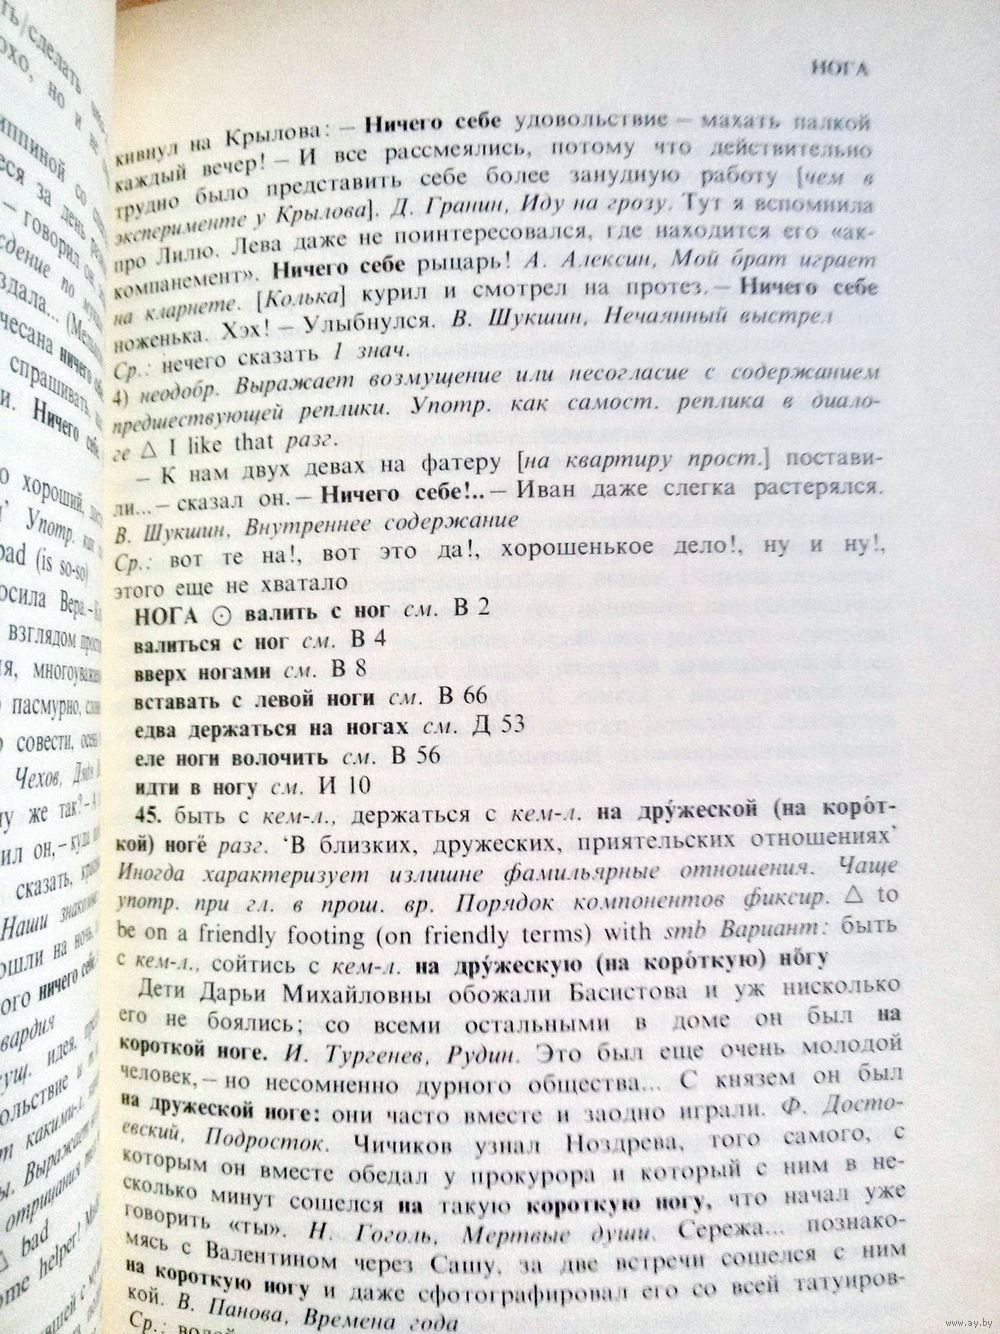 НОГА
кивнул на Крылова: – Ничего себе удовольствие – махать палкой
каждый вечер! – И все рассмеялись, потому что действительно
трудно было представить себе более занудную работу [чем в
эксперименте у Крылова]. Д. Гранин, Иду на грозу. Тут я вспомнила
про Лилю. Лева даже не поинтересовался, где находится его «ак-
компанемент». Ничего себе рыцарь! А. Алексин, Мой брат играет
на кларнете. [Колька] курил и смотрел на протез. – Ничего себе
ноженька. Хэх! – Улыбнулся. В. Шукшин, Нечаянный выстрел
Ср.: нечего сказать 1 знач.
4) неодобр. Выражает возмущение или несогласие с содержанием
предшествующей реплики. Употр. как самост. реплика в диало-
ге △ I like that разг.
– К нам двух девах на фатеру [на квартиру прост.] постави-
ли... – сказал он. – Ничего себе!.. – Иван даже слегка растерялся.
В. Шукшин, Внутреннее содержание
Ср.: вот те на!, вот это да!, хорошенькое дело!, ну и ну!,
этого еще не хватало
НОГА ⊙ валить с ног см. В 2
валиться с ног см. В 4
вверх ногами см. В 8
вставать с левой ноги см. В 66
едва держаться на ногах см. Д 53
еле ноги волочить см. В 56
идти в ногу см. И 10
45. быть с кем-л., держаться с кем-л. на дру́жеской (на коро́т-
кой) ноге́ разг. ‘В близких, дружеских, приятельских отношениях’
Иногда характеризует излишне фамильярные отношения. Чаще
употр. при гл. в прош. вр. Порядок компонентов фиксир. △ to
be on a friendly footing (on friendly terms) with smb Вариант: быть
с кем-л., сойтись с кем-л. на дру́жескую (на коро́ткую) но́гу
Дети Дарьи Михайловны обожали Басистова и уж нисколько
его не боялись; со всеми остальными в доме он был на
короткой ноге. И. Тургенев, Рудин. Это был еще очень молодой
человек, – но несомненно дурного общества... С князем он был
на дружеской ноге: они часто вместе и заодно играли. Ф. Досто-
евский, Подросток. Чичиков узнал Ноздрева, того самого, с
которым он вместе обедал у прокурора и который с ним в не-
сколько минут сошелся на такую короткую ногу, что начал уже
говорить «ты». Н. Гоголь, Мертвые души. Сережа... познако-
мясь с Валентином через Сашу, за две встречи сошелся с ним
на короткую ногу и даже сфотографировал его со всей татуиров-
кой. В. Панова, Времена года
Ср.:
www.ay.by